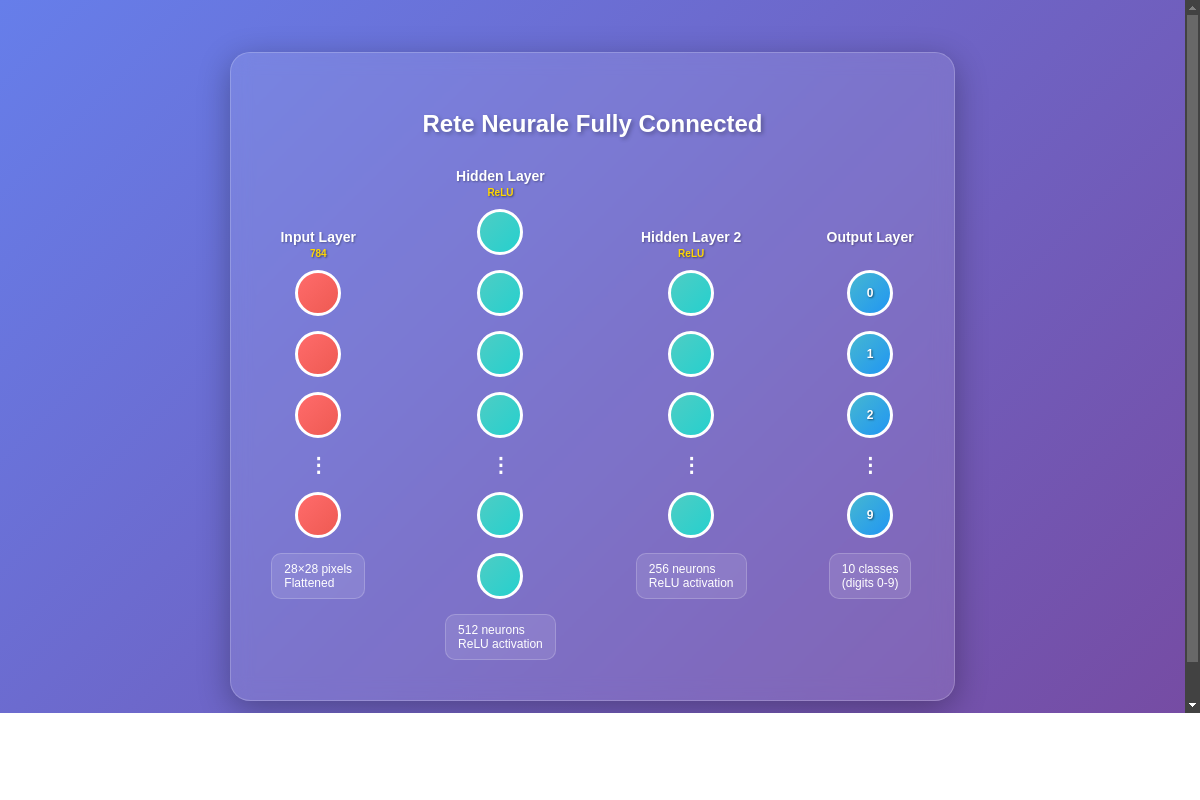 Rete Neurale Fully Connected
Input Layer
784
⋮
28×28 pixels
Flattened
Hidden Layer
ReLU
⋮
512 neurons
ReLU activation
Hidden Layer 2
ReLU
⋮
256 neurons
ReLU activation
Output Layer
0
1
2
⋮
9
10 classes
(digits 0-9)